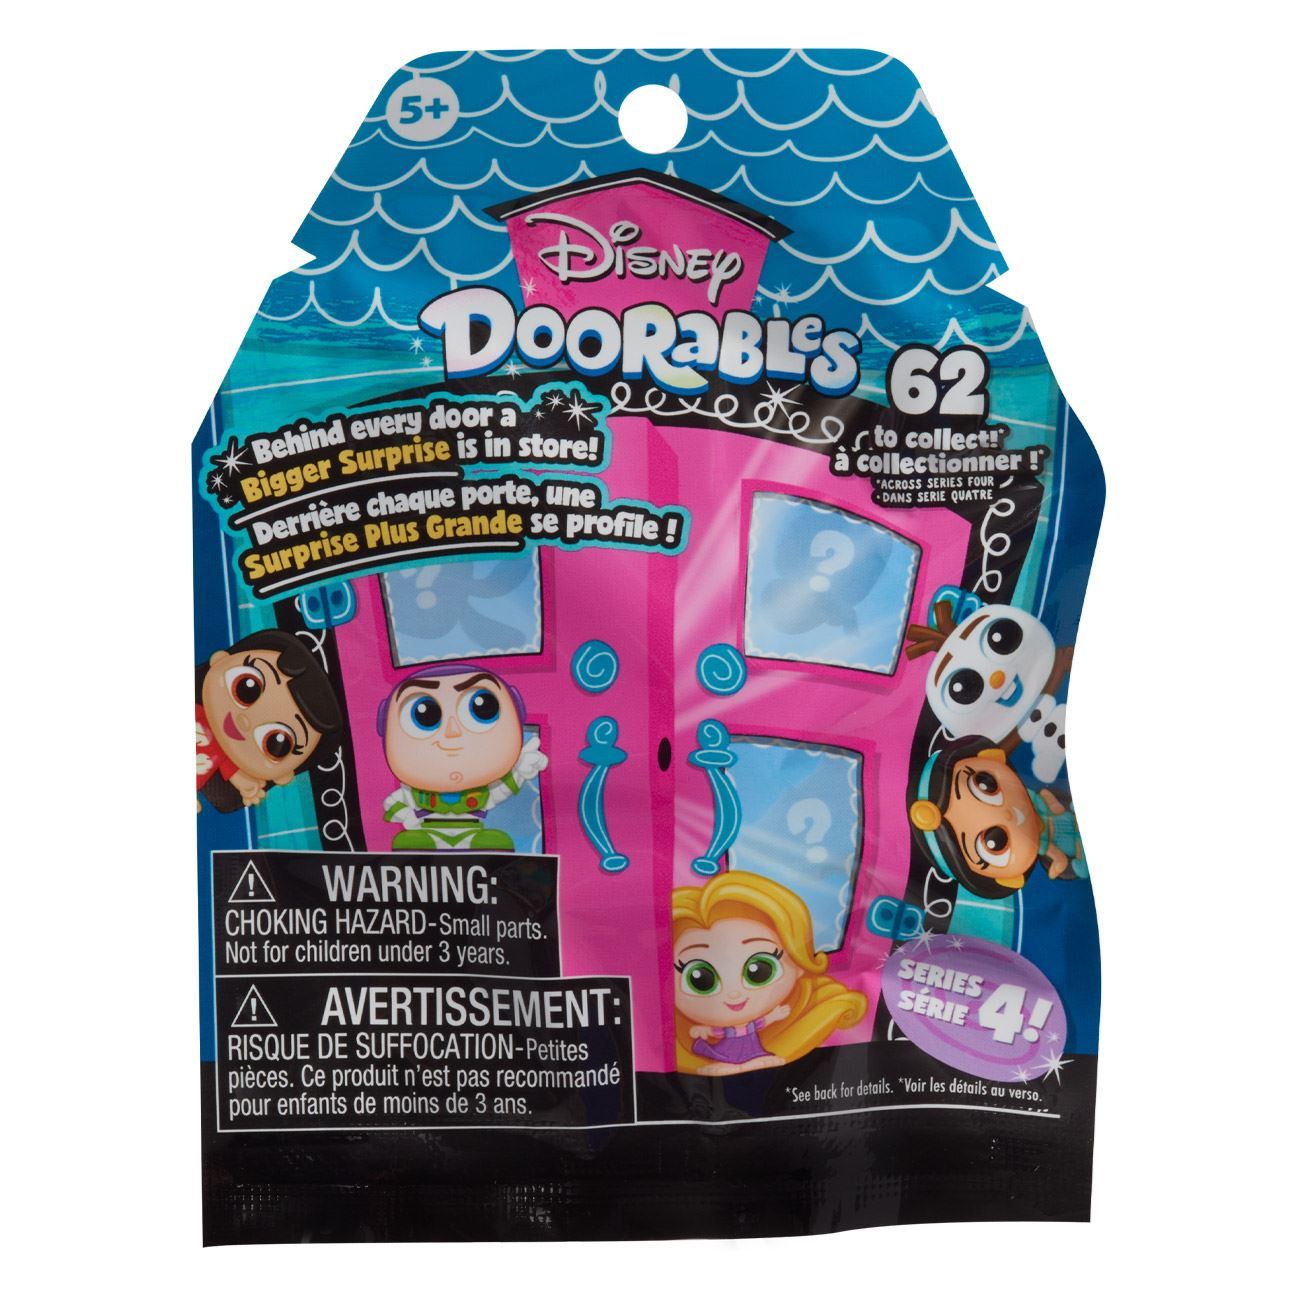 5+
DISNEY
DOORABLES
62
to collect!*
à collectionner !*
*ACROSS SERIES FOUR
*DANS SERIE QUATRE
Behind every door a
Bigger Surprise is in store!
Derrière chaque porte, une
Surprise Plus Grande se profile !
?
?
?
WARNING:
CHOKING HAZARD-Small parts.
Not for children under 3 years.
AVERTISSEMENT:
RISQUE DE SUFFOCATION-Petites
pièces. Ce produit n'est pas recommandé
pour enfants de moins de 3 ans.
SERIES
SÉRIE 4!
*See back for details. *Voir les détails au verso.